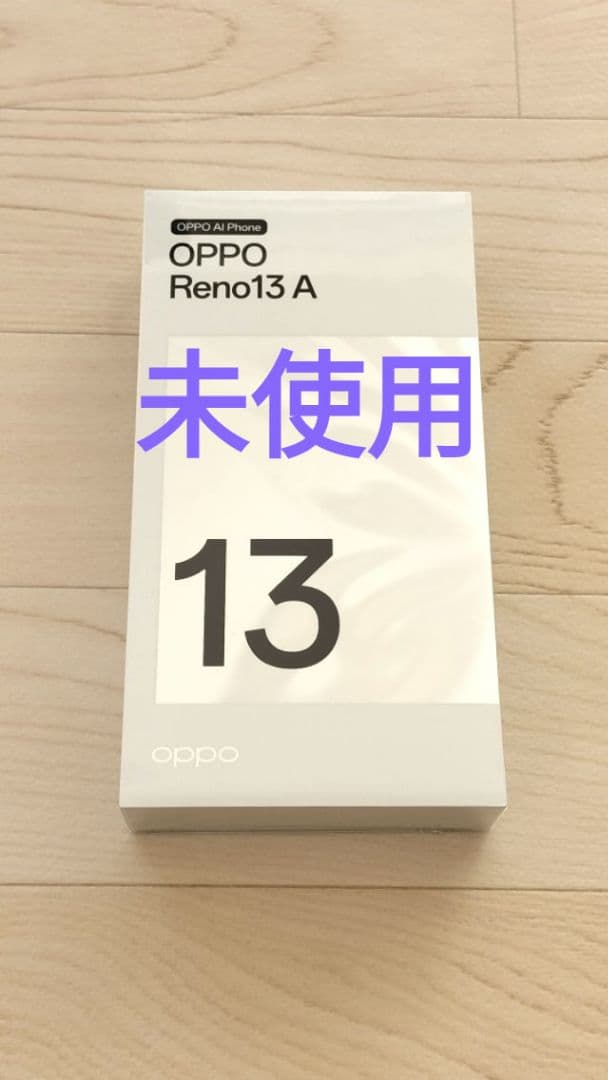 OPPO AI Phone
OPPO
Reno13 A
未使用
13
oppo